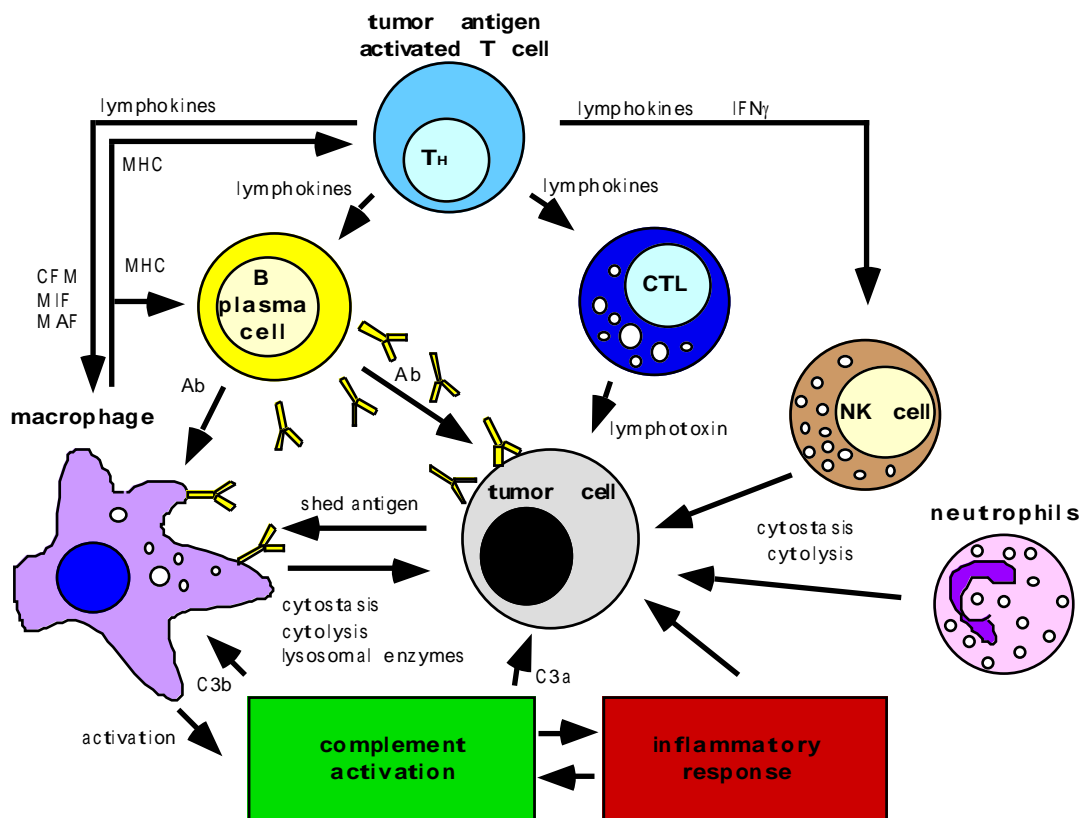 tumor antigen
activated T cell
lymphokines
lymphokines IFNγ
MHC
TH
lymphokines
lymphokines
CFM
MIF
MAF
MHC
B
plasma
cell
CTL
Ab
Ab
macrophage
NK cell
lymphotoxin
tumor cell
shed antigen
neutrophils
cytostasis
cytolysis
cytostasis
cytolysis
lysosomal enzymes
C3b
C3a
activation
complement
activation
inflammatory
response